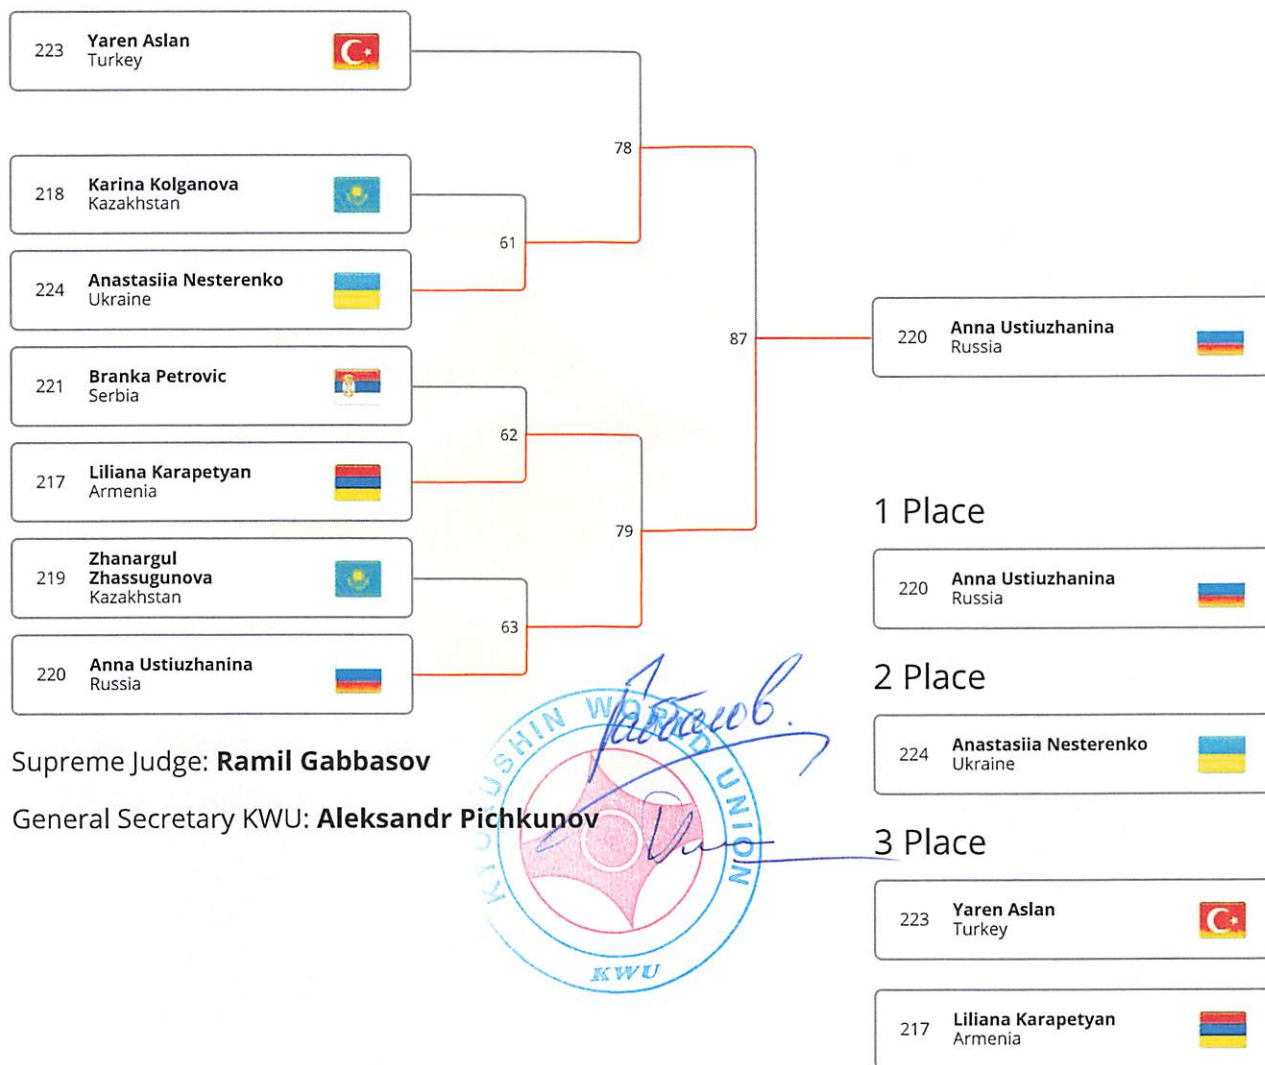 223 Yaren Aslan
Turkey
78
218 Karina Kolganova
Kazakhstan
61
224 Anastasiia Nesterenko
Ukraine
221 Branka Petrovic
Serbia
62
217 Liliana Karapetyan
Armenia
79
219 Zhanargul
Zhassugunova
Kazakhstan
63
220 Anna Ustiuzhanina
Russia
87
220 Anna Ustiuzhanina
Russia
1 Place
220 Anna Ustiuzhanina
Russia
2 Place
224 Anastasiia Nesterenko
Ukraine
3 Place
223 Yaren Aslan
Turkey
217 Liliana Karapetyan
Armenia
Supreme Judge: Ramil Gabbasov
General Secretary KWU: Aleksandr Pichkunov
KYOKUSHIN WORLD UNION
KWU